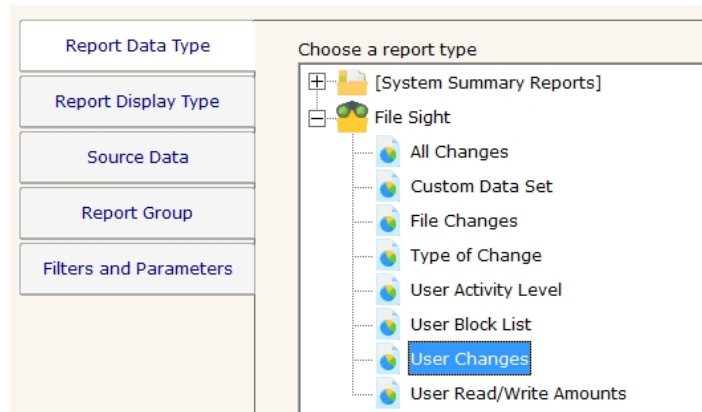 Report Data Type
Report Display Type
Source Data
Report Group
Filters and Parameters
Choose a report type
[System Summary Reports]
File Sight
All Changes
Custom Data Set
File Changes
Type of Change
User Activity Level
User Block List
User Changes
User Read/Write Amounts